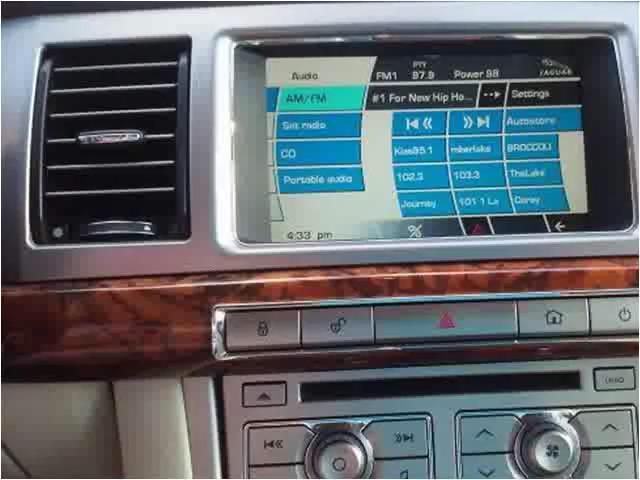 Audio
PTY
FM1 97.9 Power 98
JAGUAR
AM/FM
#1 For New Hip Ho...
Settings
Sat radio
Autostore
CD
Kiss95.1
mberlake
BROCCOLI
Portable audio
102.3
103.3
TheLake
Journey
101 1 Lo
Corey
4:33 pm
LOAD